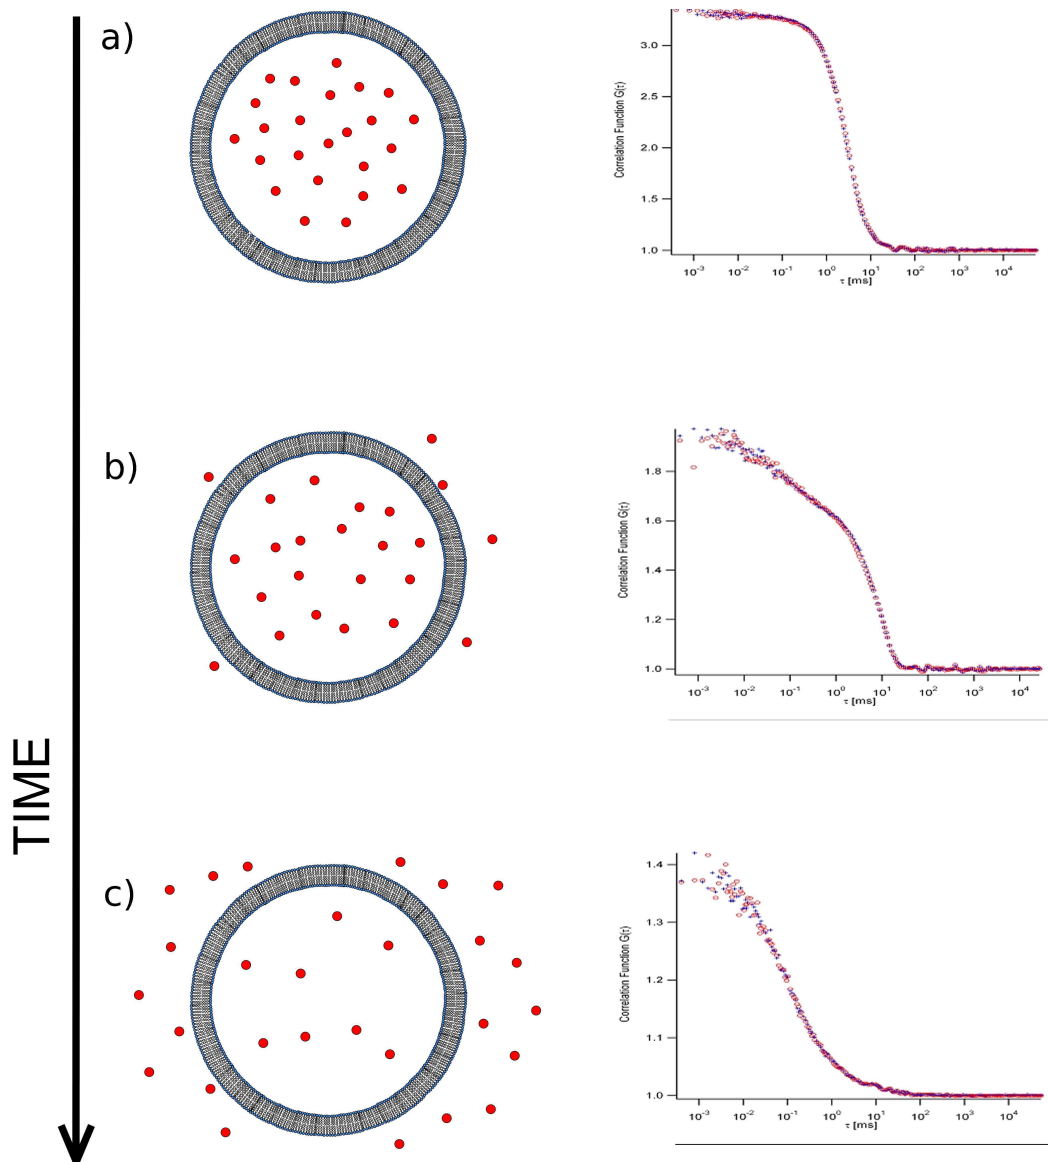 a)
3.0
2.5
2.0
1.5
1.0
Correlation Function G(τ)
10⁻³ 10⁻² 10⁻¹ 10⁰ 10¹ 10² 10³ 10⁴
τ [ms]
b)
1.8
1.6
1.4
1.2
1.0
Correlation Function G(τ)
10⁻³ 10⁻² 10⁻¹ 10⁰ 10¹ 10² 10³ 10⁴
τ [ms]
TIME
c)
1.4
1.3
1.2
1.1
1.0
Correlation Function G(τ)
10⁻³ 10⁻² 10⁻¹ 10⁰ 10¹ 10² 10³ 10⁴
τ [ms]